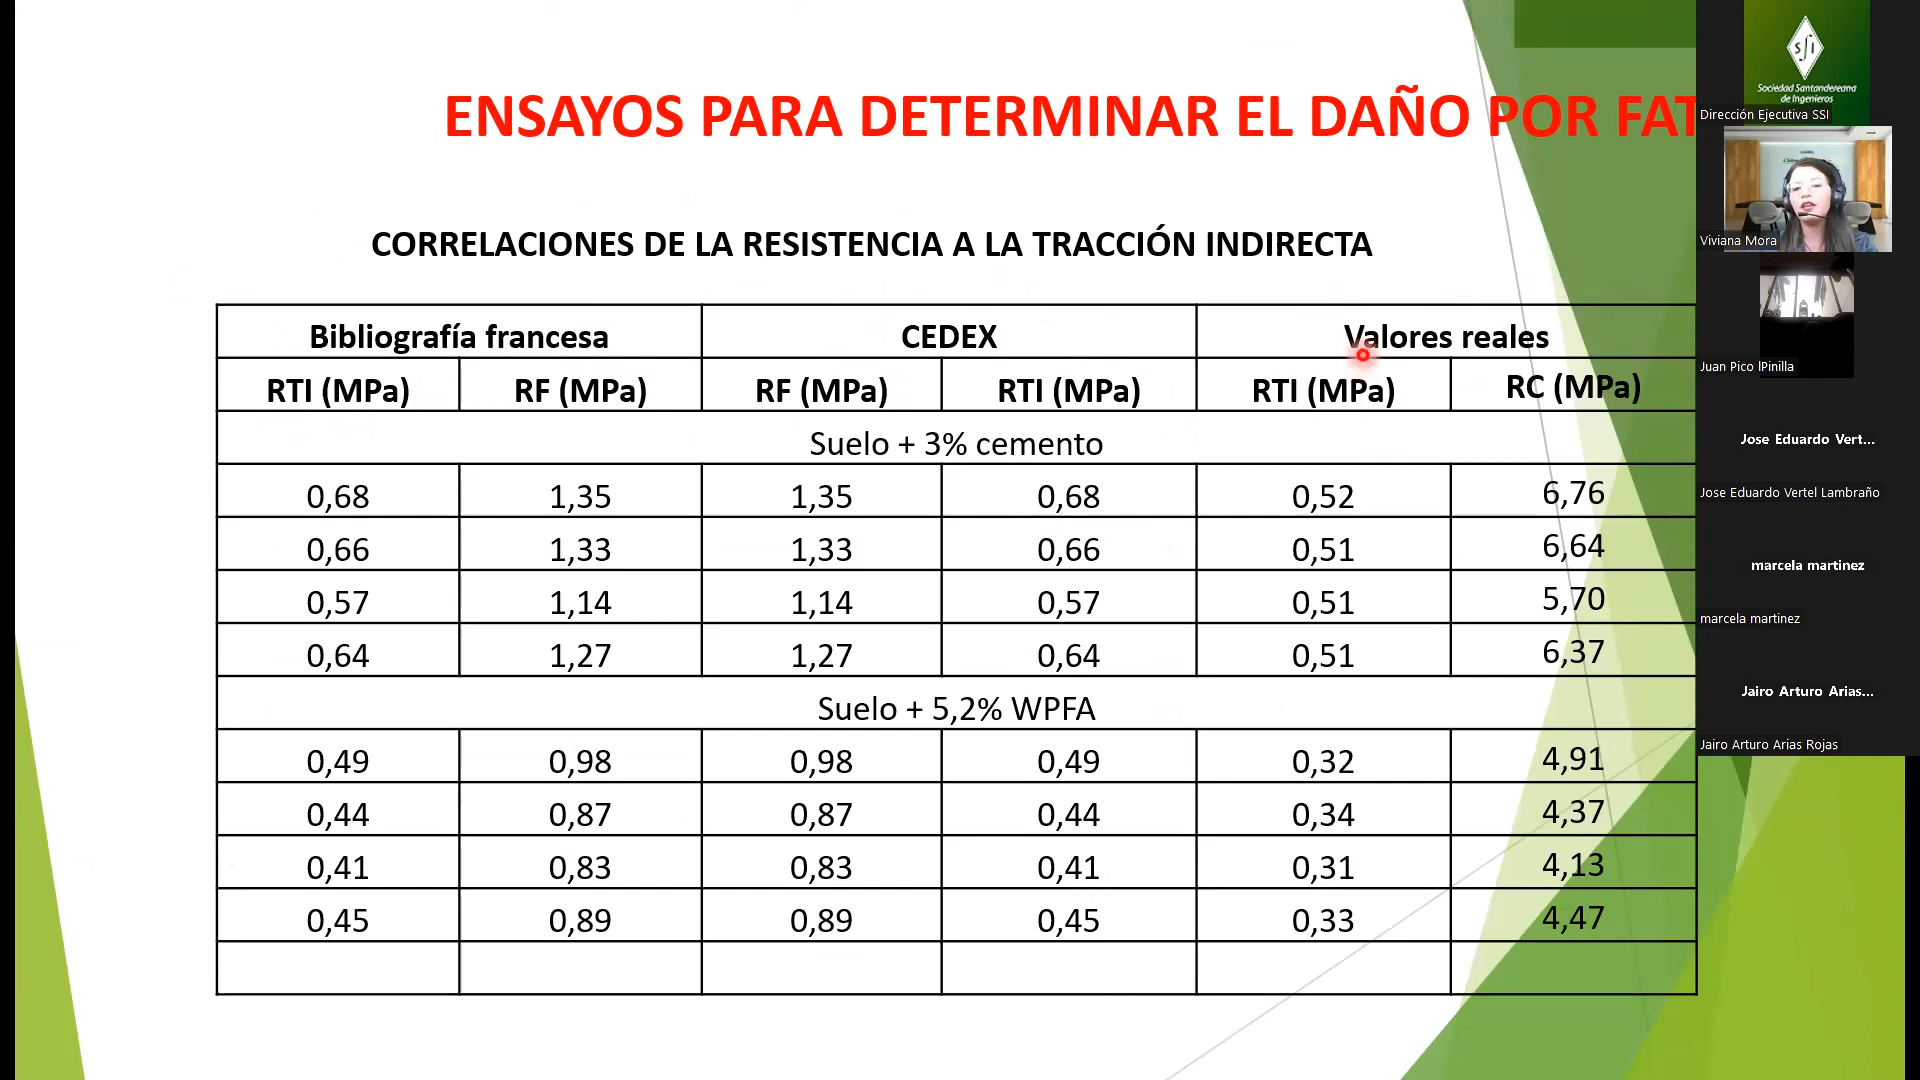 ENSAYOS PARA DETERMINAR EL DAÑO POR FAT
CORRELACIONES DE LA RESISTENCIA A LA TRACCIÓN INDIRECTA
Bibliografía francesa CEDEX Valores reales
RTI (MPa) RF (MPa) RF (MPa) RTI (MPa) RTI (MPa) RC (MPa)
Suelo + 3% cemento
0,68 1,35 1,35 0,68 0,52 6,76
0,66 1,33 1,33 0,66 0,51 6,64
0,57 1,14 1,14 0,57 0,51 5,70
0,64 1,27 1,27 0,64 0,51 6,37
Suelo + 5,2% WPFA
0,49 0,98 0,98 0,49 0,32 4,91
0,44 0,87 0,87 0,44 0,34 4,37
0,41 0,83 0,83 0,41 0,31 4,13
0,45 0,89 0,89 0,45 0,33 4,47
SSI
Sociedad Santandereana
de Ingenieros
Dirección Ejecutiva SSI
Viviana Mora
Juan Pico lPinilla
Jose Eduardo Vert...
Jose Eduardo Vertel Lambraño
marcela martinez
marcela martinez
Jairo Arturo Arias...
Jairo Arturo Arias Rojas